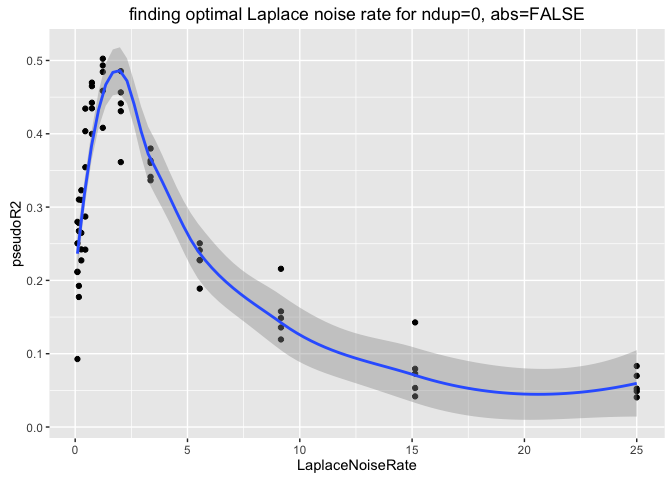 finding optimal Laplace noise rate for ndup=0, abs=FALSE
pseudoR2
0.5
0.4
0.3
0.2
0.1
0.0
0 5 10 15 20 25
LaplaceNoiseRate